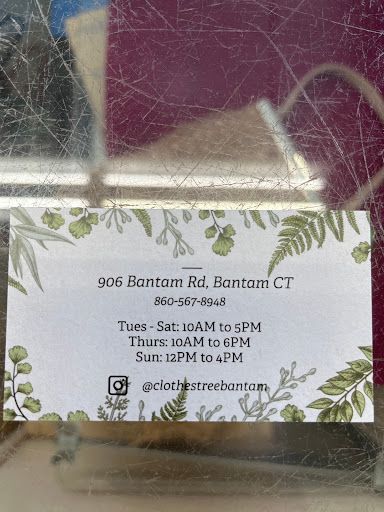 906 Bantam Rd, Bantam CT
860-567-8948
Tues - Sat: 10AM to 5PM
Thurs: 10AM to 6PM
Sun: 12PM to 4PM
@clothestreebantam